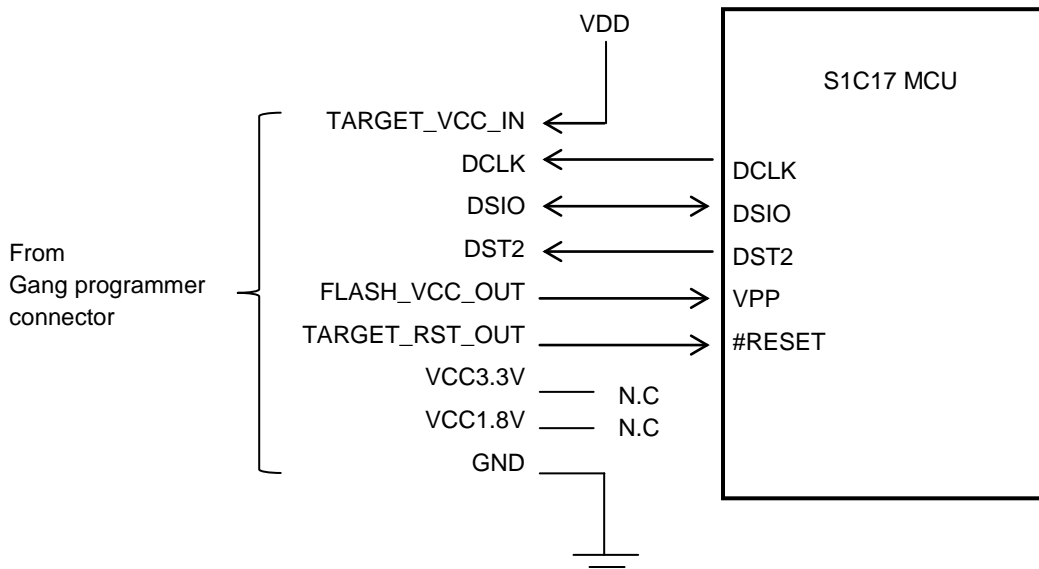 VDD
S1C17 MCU
TARGET_VCC_IN
DCLK
DCLK
DSIO
DSIO
DST2
DST2
From
Gang programmer
connector
FLASH_VCC_OUT
VPP
TARGET_RST_OUT
#RESET
VCC3.3V
N.C
VCC1.8V
N.C
GND